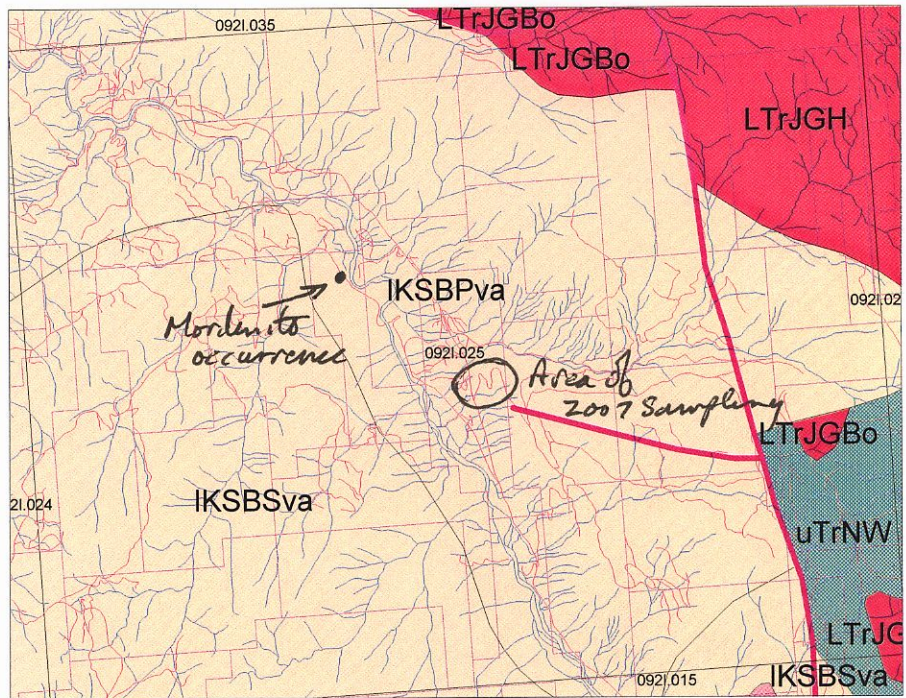 092I.035
LTrJGBo
LTrJGBo
LTrJGH
IKSBPva
092I.02
Mordenite
occurrence
092I.025
Area of
2007 Sampling
LTrJGBo
2I.024
IKSBSva
uTrNW
LTrJG
092I.015
IKSBSva